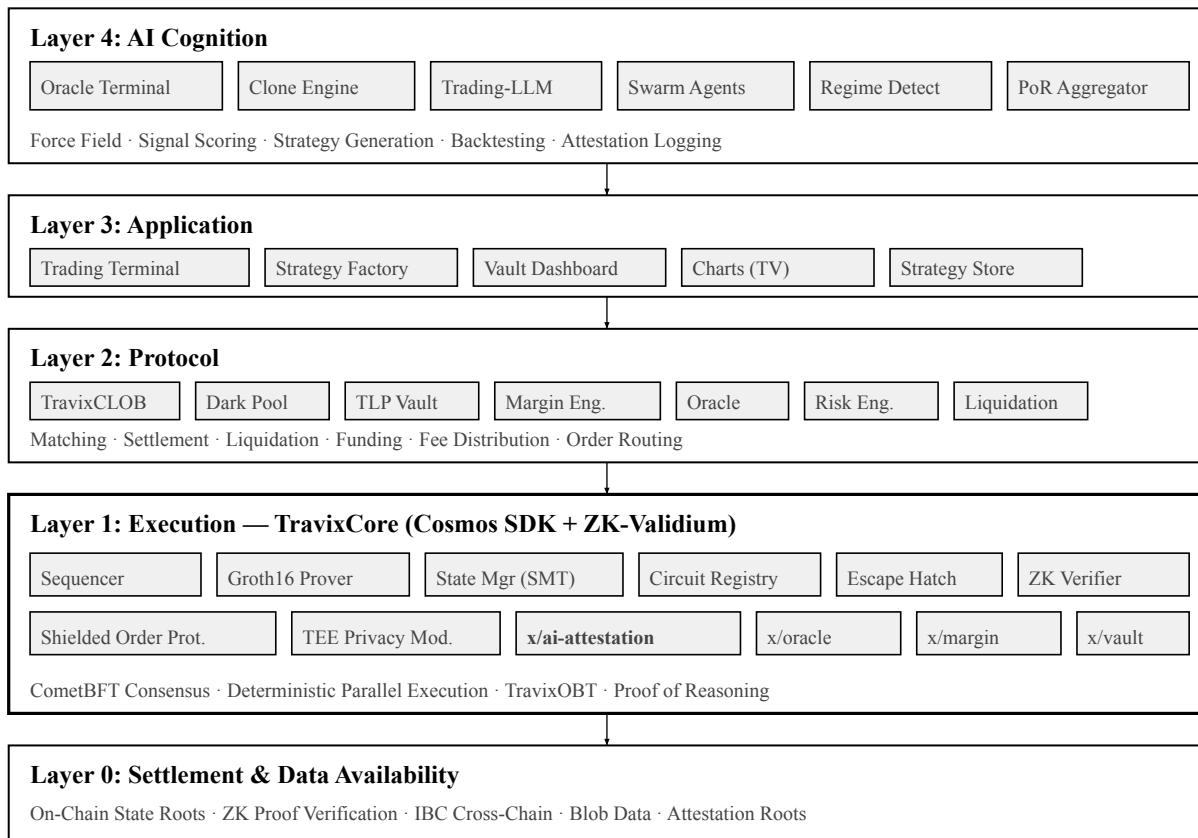 Layer 4: AI Cognition
Oracle Terminal Clone Engine Trading-LLM Swarm Agents Regime Detect PoR Aggregator
Force Field · Signal Scoring · Strategy Generation · Backtesting · Attestation Logging
Layer 3: Application
Trading Terminal Strategy Factory Vault Dashboard Charts (TV) Strategy Store
Layer 2: Protocol
TravixCLOB Dark Pool TLP Vault Margin Eng. Oracle Risk Eng. Liquidation
Matching · Settlement · Liquidation · Funding · Fee Distribution · Order Routing
Layer 1: Execution — TravixCore (Cosmos SDK + ZK-Validium)
Sequencer Groth16 Prover State Mgr (SMT) Circuit Registry Escape Hatch ZK Verifier
Shielded Order Prot. TEE Privacy Mod. x/ai-attestation x/oracle x/margin x/vault
CometBFT Consensus · Deterministic Parallel Execution · TravixOBT · Proof of Reasoning
Layer 0: Settlement & Data Availability
On-Chain State Roots · ZK Proof Verification · IBC Cross-Chain · Blob Data · Attestation Roots